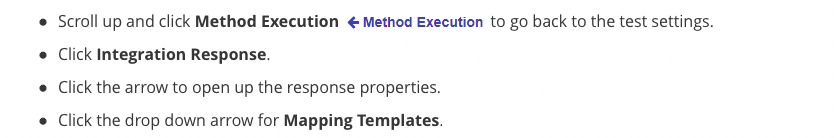 • Scroll up and click Method Execution ← Method Execution to go back to the test settings.
• Click Integration Response.
• Click the arrow to open up the response properties.
• Click the drop down arrow for Mapping Templates.